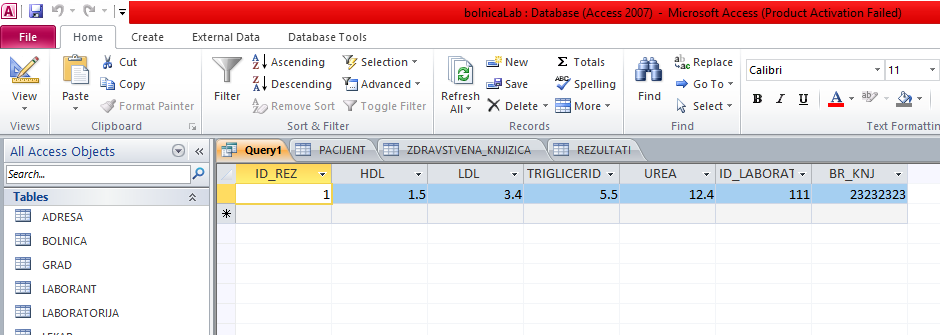 bolnicaLab : Database (Access 2007) - Microsoft Access (Product Activation Failed)
File Home Create External Data Database Tools
View
Views
Paste
Cut
Copy
Format Painter
Clipboard
Filter
Ascending
Descending
Remove Sort
Selection
Advanced
Toggle Filter
Sort & Filter
Refresh
All
New
Save
Delete
Totals
Spelling
More
Records
Find
Replace
Go To
Select
Find
Calibri 11
B I U A ab
Text Formatting
All Access Objects
Search...
Tables
ADRESA
BOLNICA
GRAD
LABORANT
LABORATORIJA
LEKAR
Query1 PACIJENT ZDRAVSTVENA_KNJIZICA REZULTATI
ID_REZ HDL LDL TRIGLICERID UREA ID_LABORAT BR_KNJ
1 1.5 3.4 5.5 12.4 111 23232323